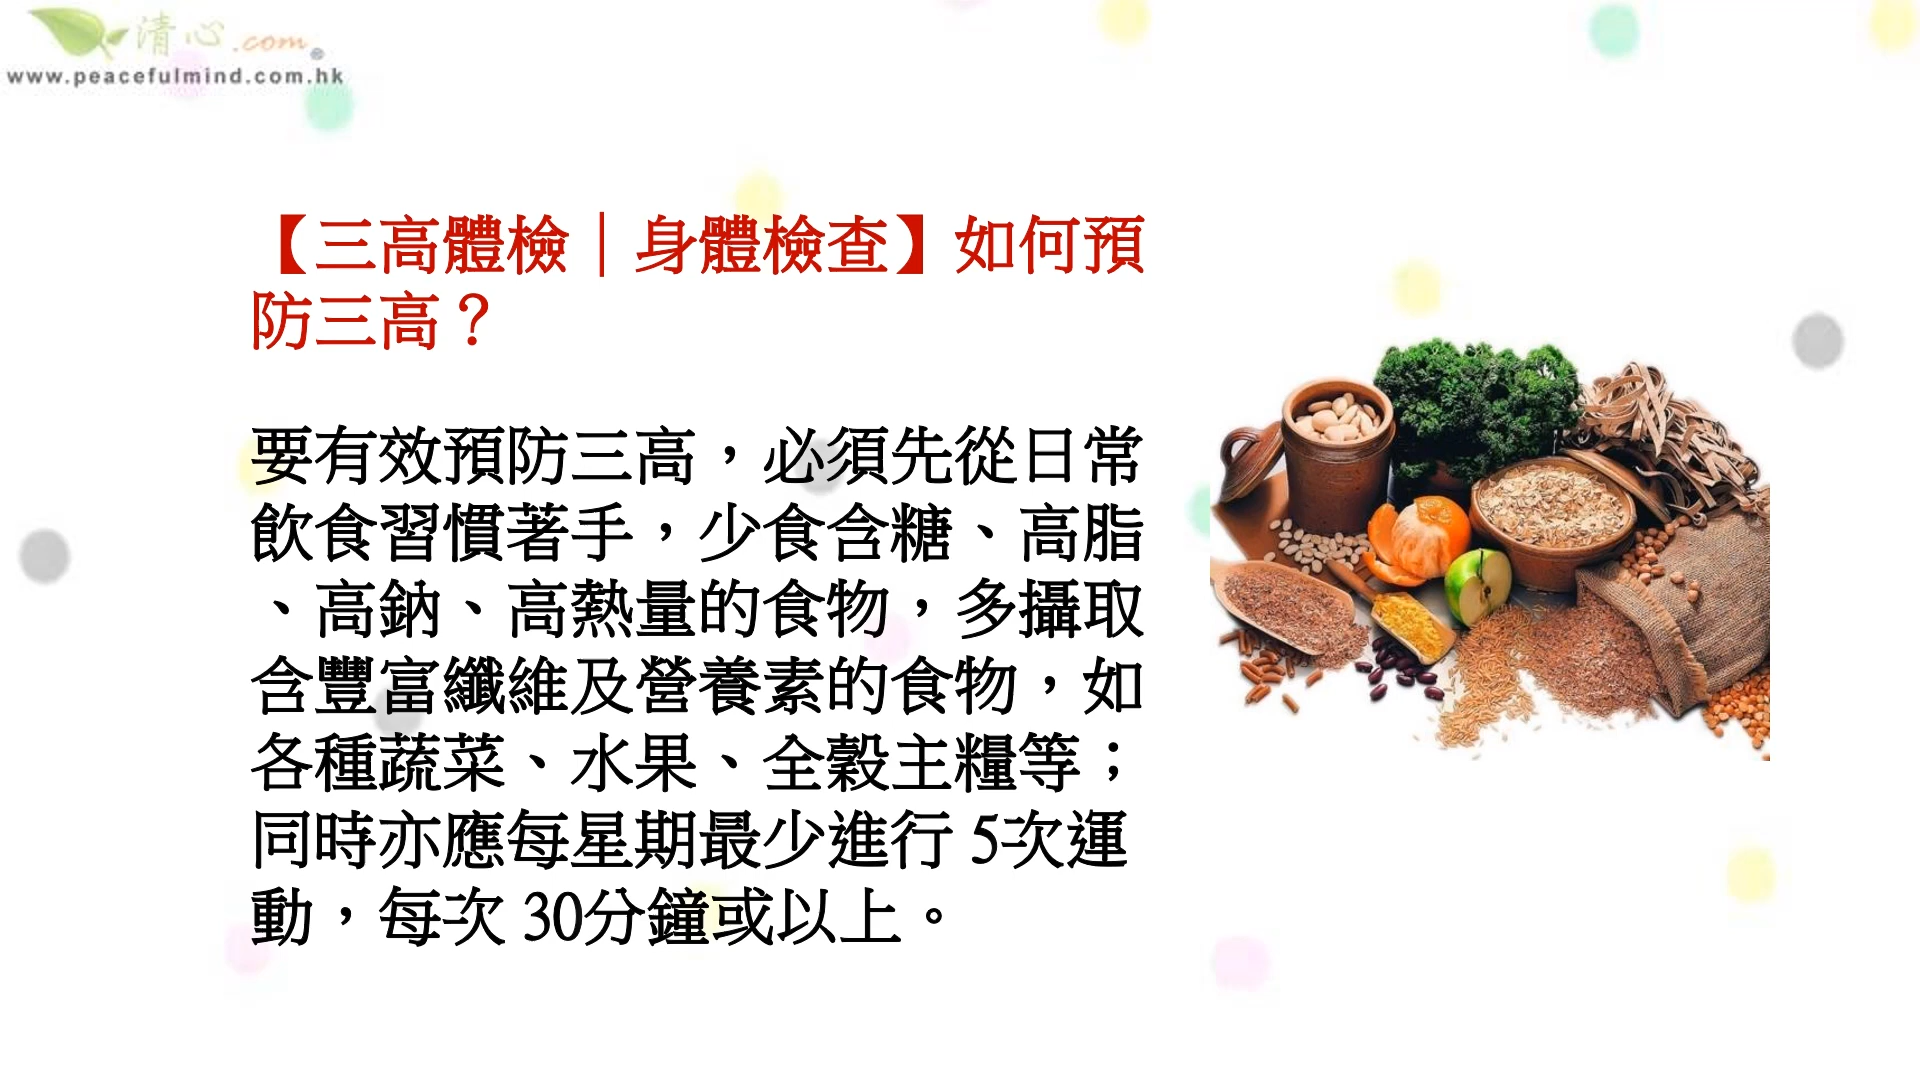 清心.com
www.peacefulmind.com.hk
【三高體檢｜身體檢查】如何預
防三高？
要有效預防三高，必須先從日常
飲食習慣著手，少食含糖、高脂
、高鈉、高熱量的食物，多攝取
含豐富纖維及營養素的食物，如
各種蔬菜、水果、全穀主糧等；
同時亦應每星期最少進行 5次運
動，每次 30分鐘或以上。